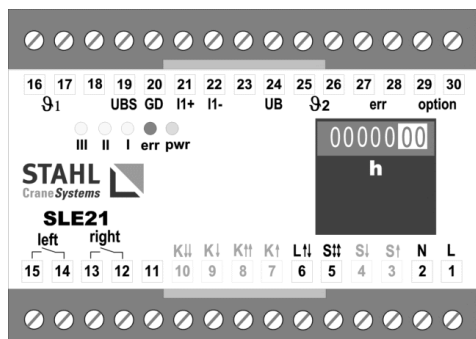 16 17 18 19 20 21 22 23 24 25 26 27 28 29 30
ϑ1 UBS GD I1+ I1- UB ϑ2 err option
III II I err pwr
0000000
h
STAHL
CraneSystems
SLE21
left right
K↓↓ K↓ K↑↑ K↑ L↑↓ S↑↓ S↓ S↑ N L
15 14 13 12 11 10 9 8 7 6 5 4 3 2 1